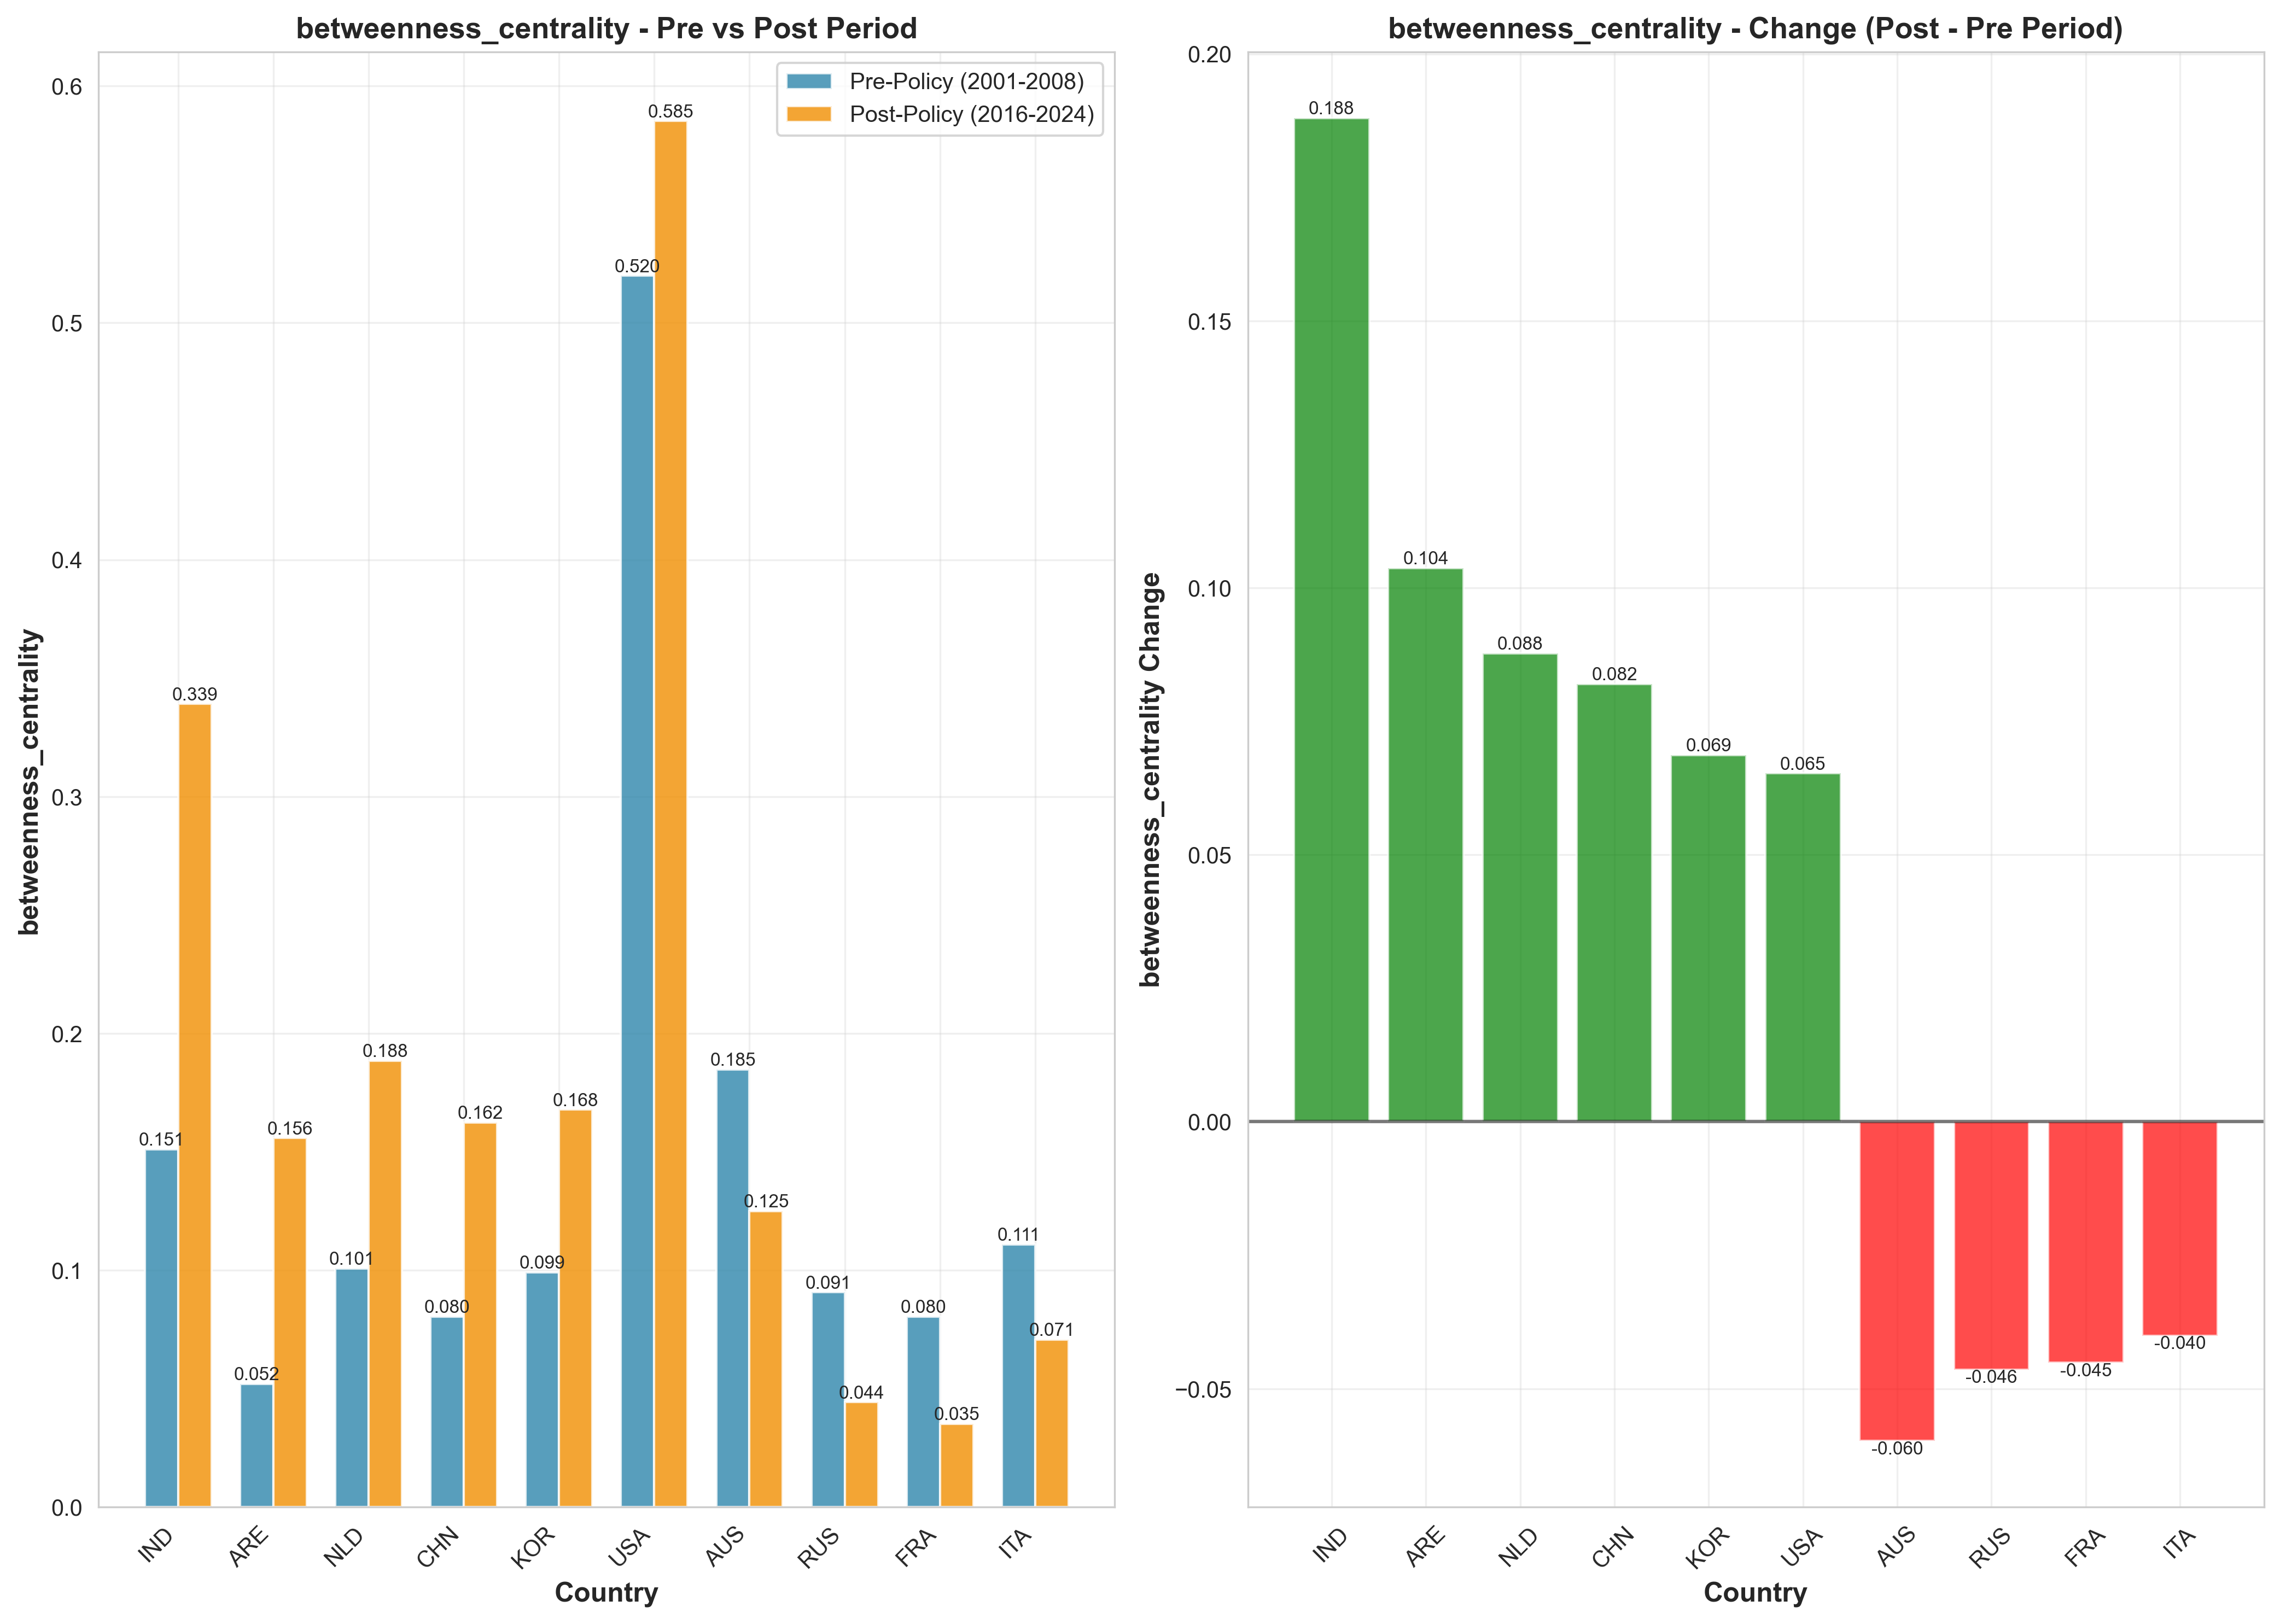 betweenness_centrality - Pre vs Post Period
Pre-Policy (2001-2008)
Post-Policy (2016-2024)
betweenness_centrality
0.6
0.5
0.4
0.3
0.2
0.1
0.0
0.151
0.339
0.052
0.156
0.101
0.188
0.080
0.162
0.099
0.168
0.520
0.585
0.185
0.125
0.091
0.044
0.080
0.035
0.111
0.071
IND
ARE
NLD
CHN
KOR
USA
AUS
RUS
FRA
ITA
Country
betweenness_centrality - Change (Post - Pre Period)
betweenness_centrality Change
0.20
0.15
0.10
0.05
0.00
−0.05
0.188
0.104
0.088
0.082
0.069
0.065
-0.060
-0.046
-0.045
-0.040
IND
ARE
NLD
CHN
KOR
USA
AUS
RUS
FRA
ITA
Country